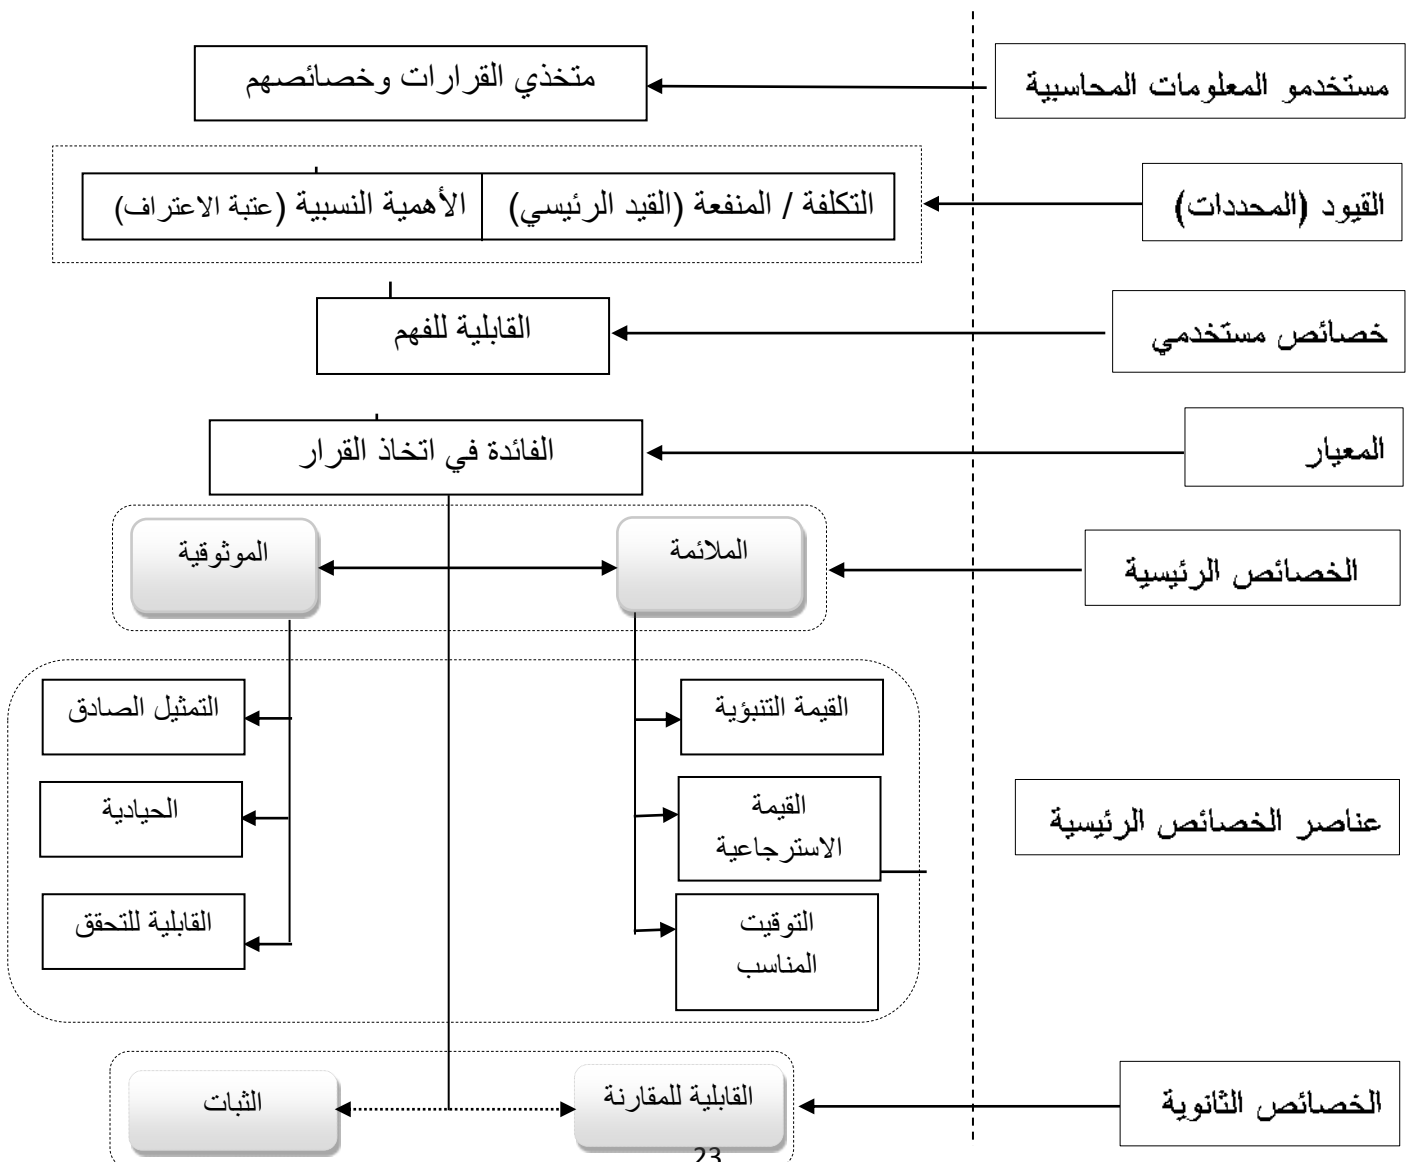 مستخدمو المعلومات المحاسبية
متخذي القرارات وخصائصهم
القيود (المحددات)
التكلفة / المنفعة (القيد الرئيسي)
الأهمية النسبية (عتبة الاعتراف)
خصائص مستخدمي
القابلية للفهم
المعيار
الفائدة في اتخاذ القرار
الخصائص الرئيسية
الملائمة
الموثوقية
عناصر الخصائص الرئيسية
القيمة التنبؤية
القيمة
الاسترجاعية
التوقيت
المناسب
التمثيل الصادق
الحيادية
القابلية للتحقق
الخصائص الثانوية
القابلية للمقارنة
الثبات
23